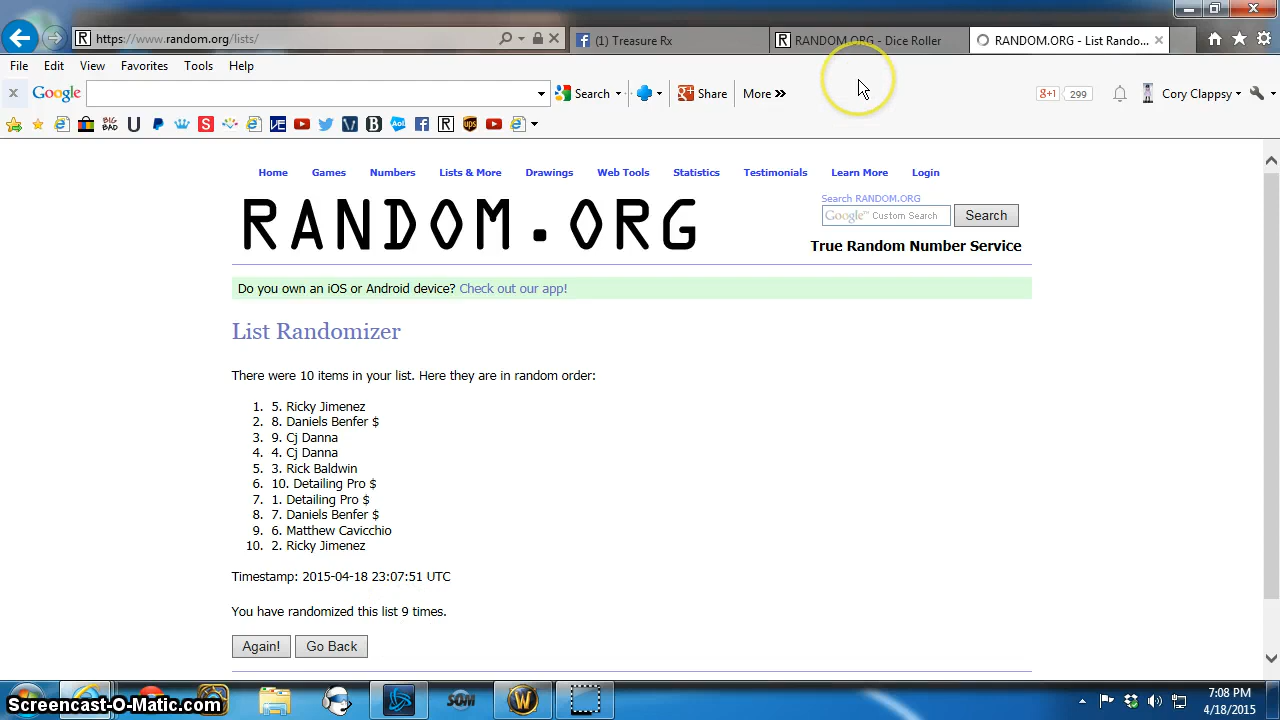 https://www.random.org/lists/
(1) Treasure Rx
RANDOM.ORG - Dice Roller
RANDOM.ORG - List Rando...
File Edit View Favorites Tools Help
Google
Search
Share
More »
g+1 299
Cory Clappsy
BIG BAD
Aol.
ups
Home Games Numbers Lists & More Drawings Web Tools Statistics Testimonials Learn More Login
RANDOM.ORG
Search RANDOM.ORG
Google™ Custom Search
Search
True Random Number Service
Do you own an iOS or Android device? Check out our app!
List Randomizer
There were 10 items in your list. Here they are in random order:
1. 5. Ricky Jimenez
2. 8. Daniels Benfer $
3. 9. Cj Danna
4. 4. Cj Danna
5. 3. Rick Baldwin
6. 10. Detailing Pro $
7. 1. Detailing Pro $
8. 7. Daniels Benfer $
9. 6. Matthew Cavicchio
10. 2. Ricky Jimenez
Timestamp: 2015-04-18 23:07:51 UTC
You have randomized this list 9 times.
Again!
Go Back
Screencast-O-Matic.com
SOM
7:08 PM
4/18/2015